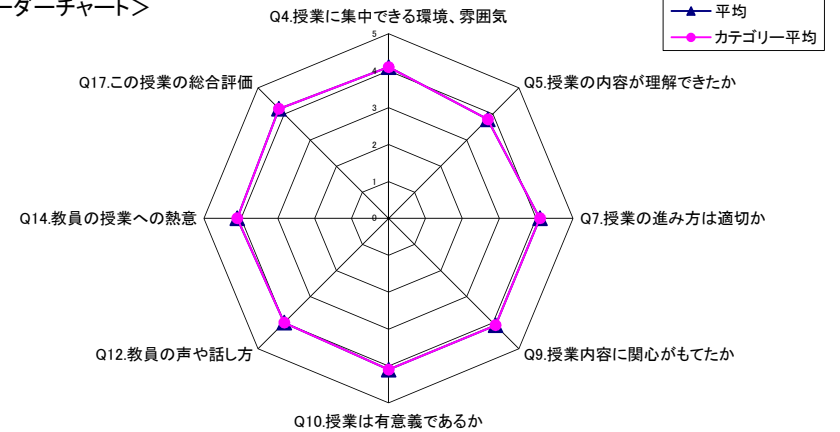 ーダーチャート＞
平均
カテゴリー平均
Q4.授業に集中できる環境、雰囲気
Q5.授業の内容が理解できたか
Q7.授業の進み方は適切か
Q9.授業内容に関心がもてたか
Q10.授業は有意義であるか
Q12.教員の声や話し方
Q14.教員の授業への熱意
Q17.この授業の総合評価
5
4
3
2
1
0